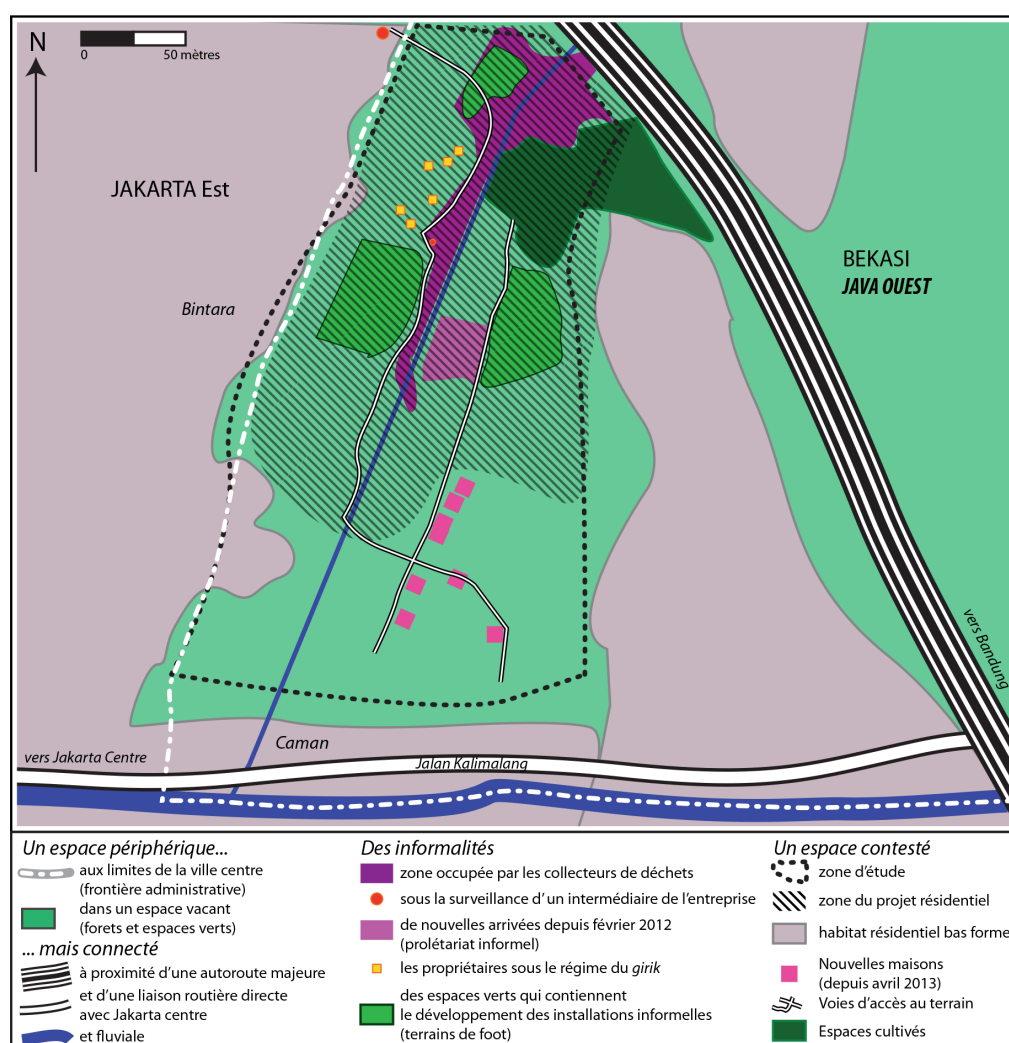 N
0 50 mètres
JAKARTA Est
BEKASI
JAVA OUEST
Bintara
vers Bandung
Caman
vers Jakarta Centre
Jalan Kalimalang
Un espace périphérique...
aux limites de la ville centre
(frontière administrative)
dans un espace vacant
(forets et espaces verts)
... mais connecté
à proximité d'une autoroute majeure
et d'une liaison routière directe
avec Jakarta centre
et fluviale
Des informalités
zone occupée par les collecteurs de déchets
sous la surveillance d' un intermédiaire de l'entreprise
de nouvelles arrivées depuis février 2012
(prolétariat informel)
les propriétaires sous le régime du girik
des espaces verts qui contiennent
le développement des installations informelles
(terrains de foot)
Un espace contesté
zone d'étude
zone du projet résidentiel
habitat résidentiel bas forme
Nouvelles maisons
(depuis avril 2013)
Voies d'accès au terrain
Espaces cultivés